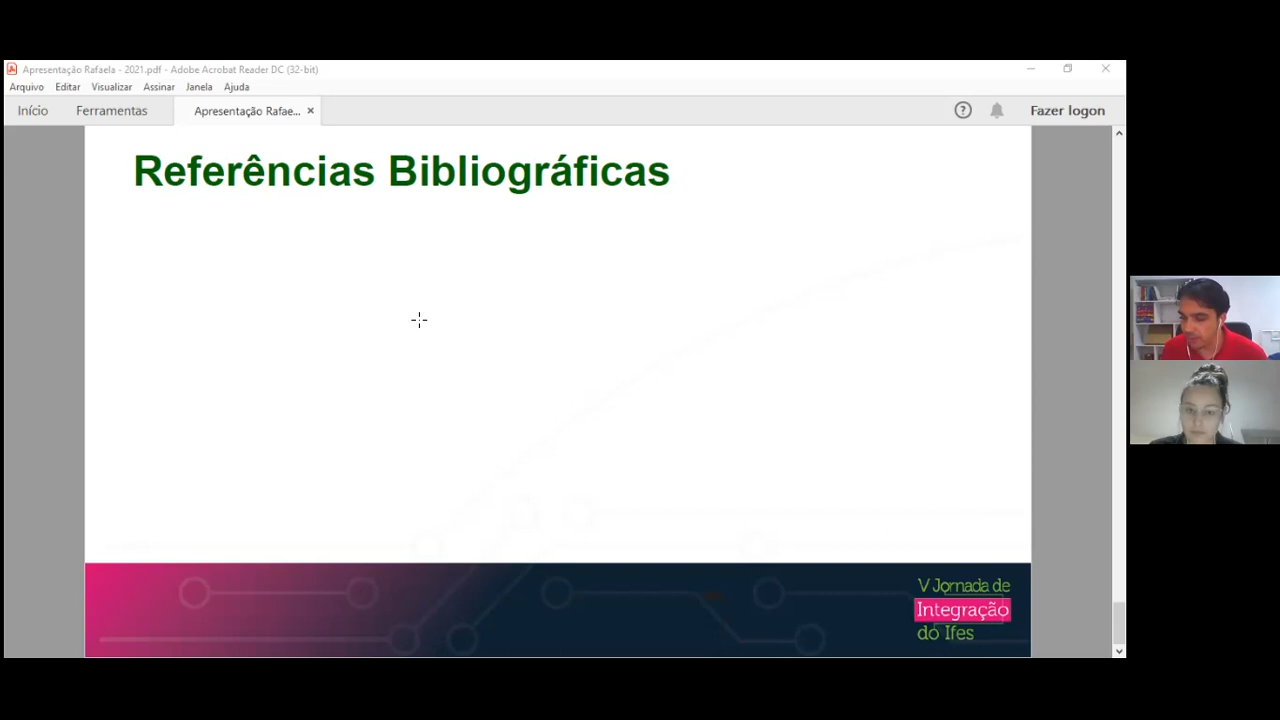 Apresentação Rafaela - 2021.pdf - Adobe Acrobat Reader DC (32-bit)
Arquivo Editar Visualizar Assinar Janela Ajuda
Início Ferramentas Apresentação Rafae... Fazer logon
Referências Bibliográficas
V Jornada de
Integração
do Ifes